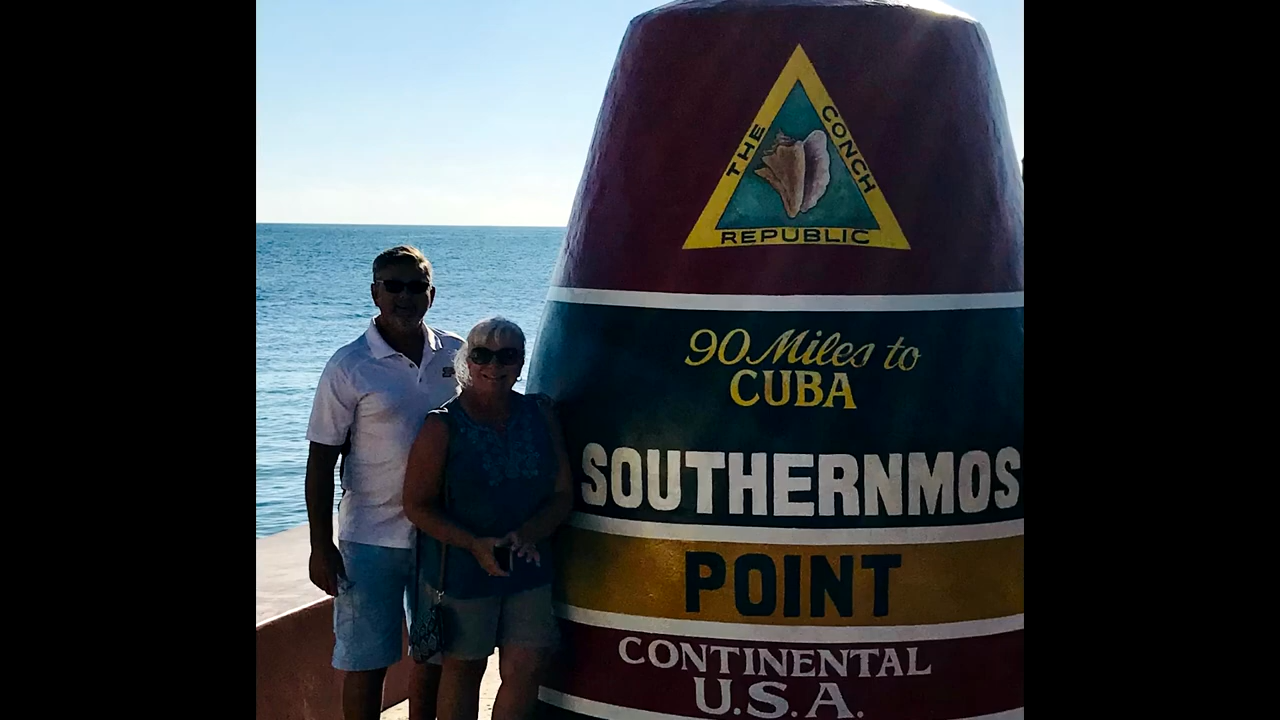 THE CONCH
REPUBLIC
90 Miles to
CUBA
SOUTHERNMOS
POINT
CONTINENTAL
U.S.A.